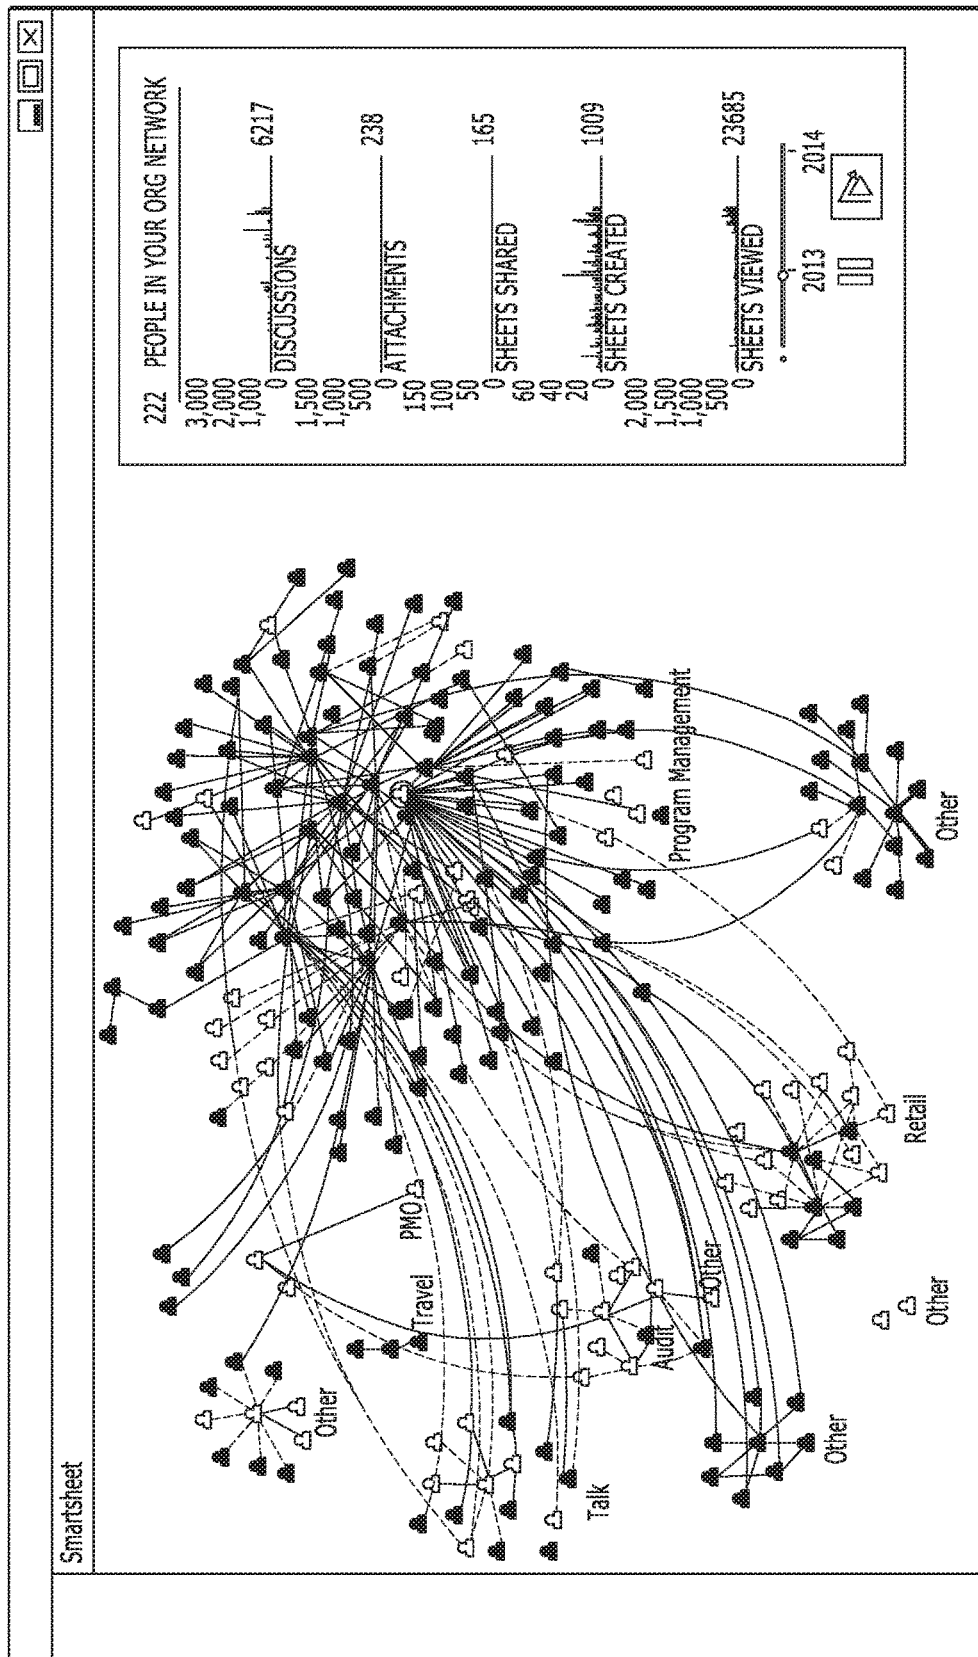 Smartsheet
222 PEOPLE IN YOUR ORG NETWORK
3,000
2,000
1,000
0
6217
DISCUSSIONS
1,500
1,000
500
0
238
ATTACHMENTS
150
100
50
0
165
SHEETS SHARED
60
40
20
0
1009
SHEETS CREATED
2,000
1,500
1,000
500
0
23685
SHEETS VIEWED
2013
2014
Other
Travel
PMO
Talk
Audit
Other
Program Management
Other
Other
Retail
Other